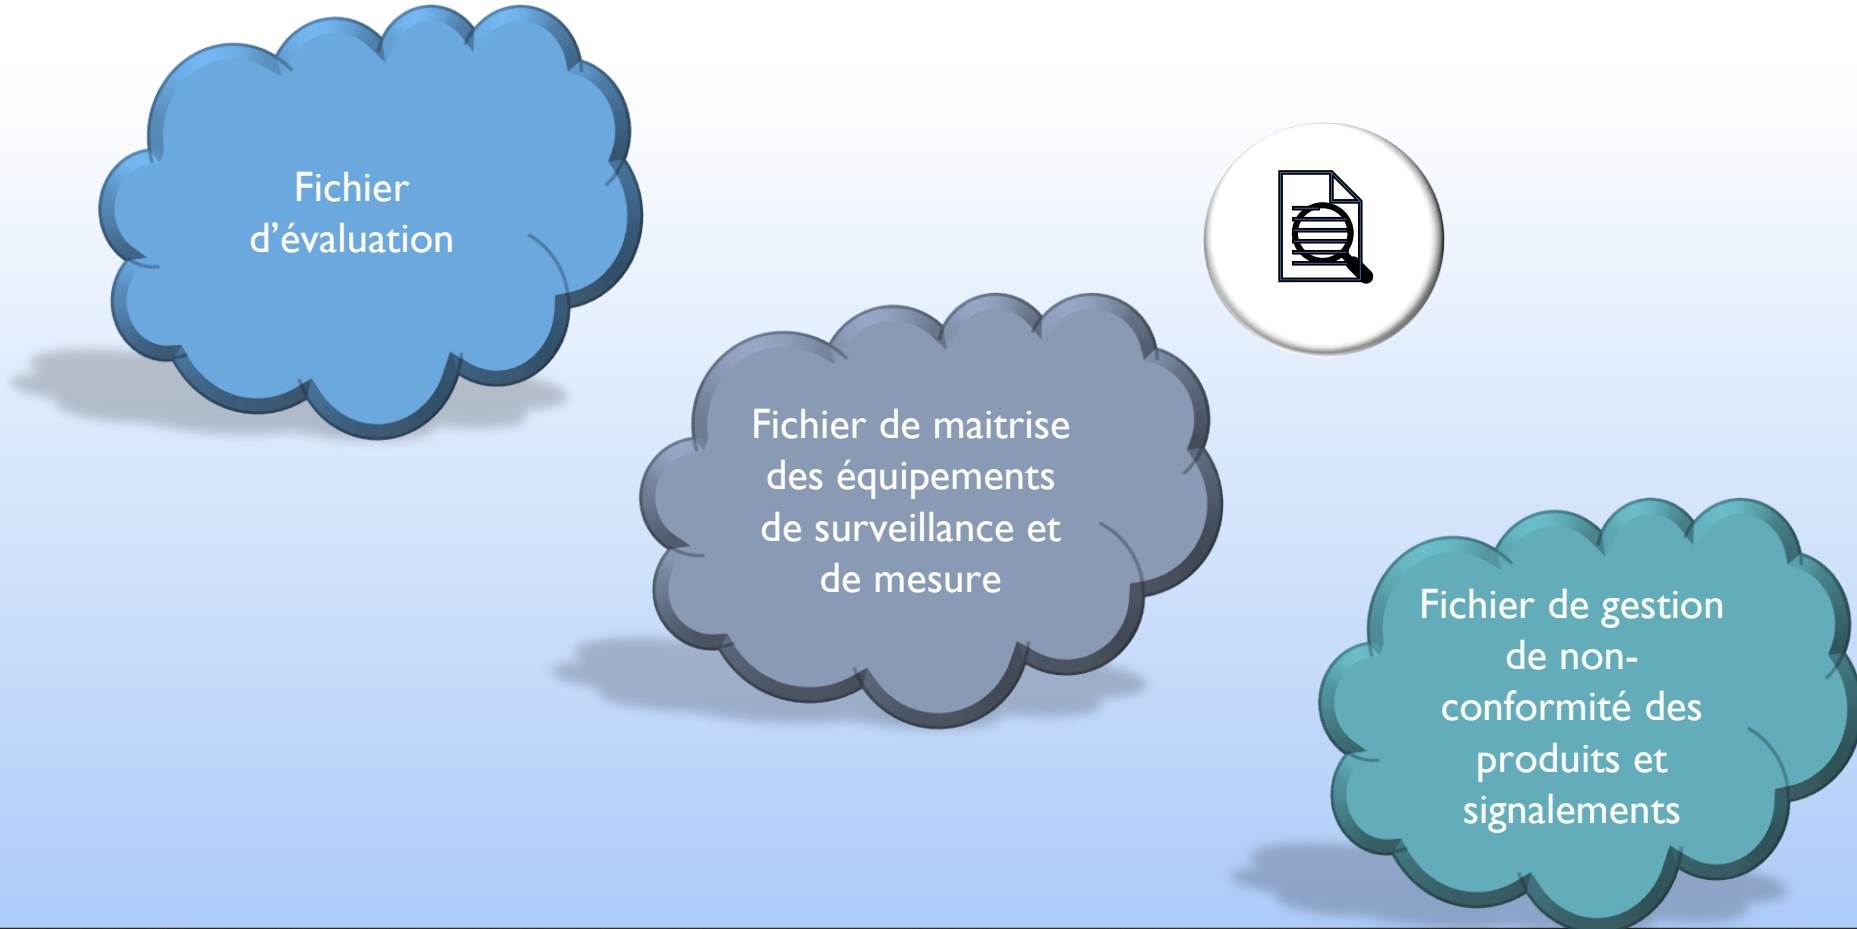 Fichier
d’évaluation
Fichier de maitrise
des équipements
de surveillance et
de mesure
Fichier de gestion
de non-
conformité des
produits et
signalements